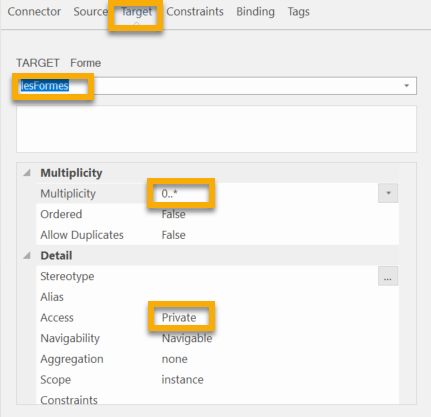 Connector Source Target Constraints Binding Tags
TARGET Forme
lesFormes
Multiplicity
Multiplicity 0..*
Ordered False
Allow Duplicates False
Detail
Stereotype ...
Alias
Access Private
Navigability Navigable
Aggregation none
Scope instance
Constraints